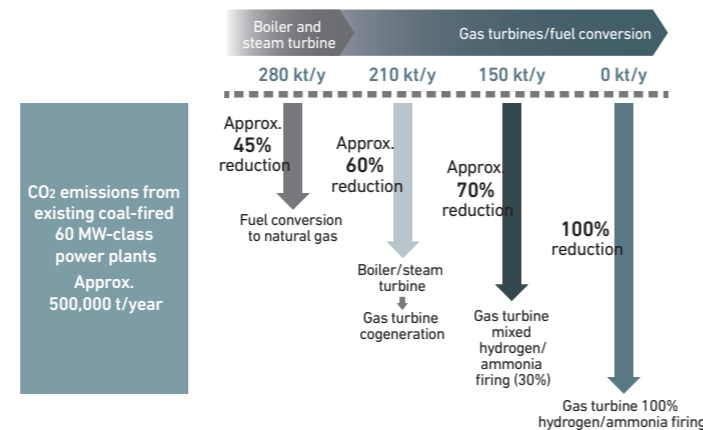 Boiler and
steam turbine
Gas turbines/fuel conversion
280 kt/y
210 kt/y
150 kt/y
0 kt/y
CO2 emissions from
existing coal-fired
60 MW-class
power plants
Approx.
500,000 t/year
Approx.
45%
reduction
Fuel conversion
to natural gas
Approx.
60%
reduction
Boiler/steam
turbine
Gas turbine
cogeneration
Approx.
70%
reduction
Gas turbine
mixed
hydrogen/
ammonia
firing (30%)
100%
reduction
Gas turbine 100%
hydrogen/ammonia firing